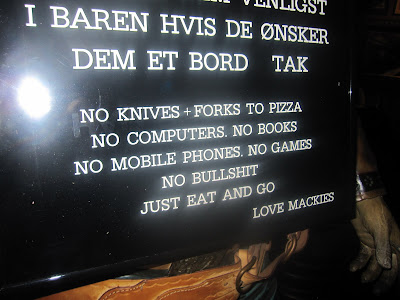 VENLIGST
I BAREN HVIS DE ØNSKER
DEM ET BORD TAK
NO KNIVES + FORKS TO PIZZA
NO COMPUTERS. NO BOOKS
NO MOBILE PHONES. NO GAMES
NO BULLSHIT
JUST EAT AND GO
LOVE MACKIES